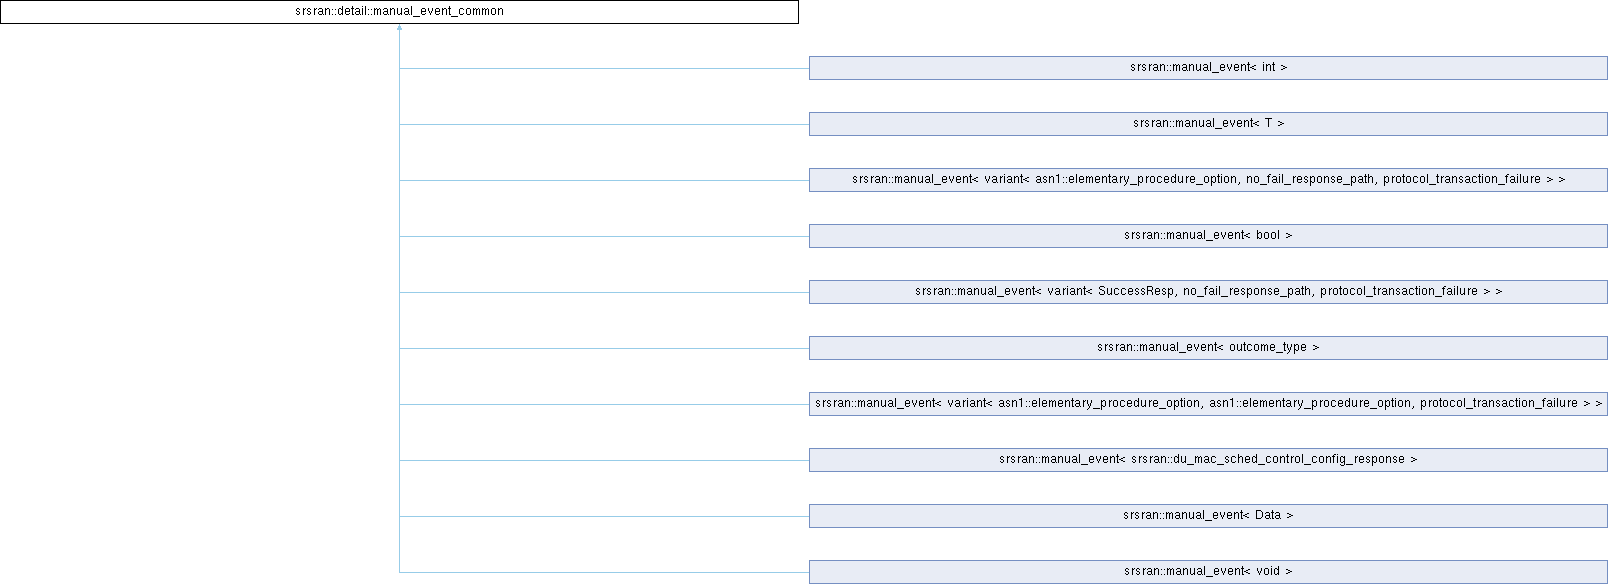 srsran::detail::manual_event_common
srsran::manual_event< int >
srsran::manual_event< T >
srsran::manual_event< variant< asn1::elementary_procedure_option, no_fail_response_path, protocol_transaction_failure > >
srsran::manual_event< bool >
srsran::manual_event< variant< SuccessResp, no_fail_response_path, protocol_transaction_failure > >
srsran::manual_event< outcome_type >
srsran::manual_event< variant< asn1::elementary_procedure_option, asn1::elementary_procedure_option, protocol_transaction_failure > >
srsran::manual_event< srsran::du_mac_sched_control_config_response >
srsran::manual_event< Data >
srsran::manual_event< void >